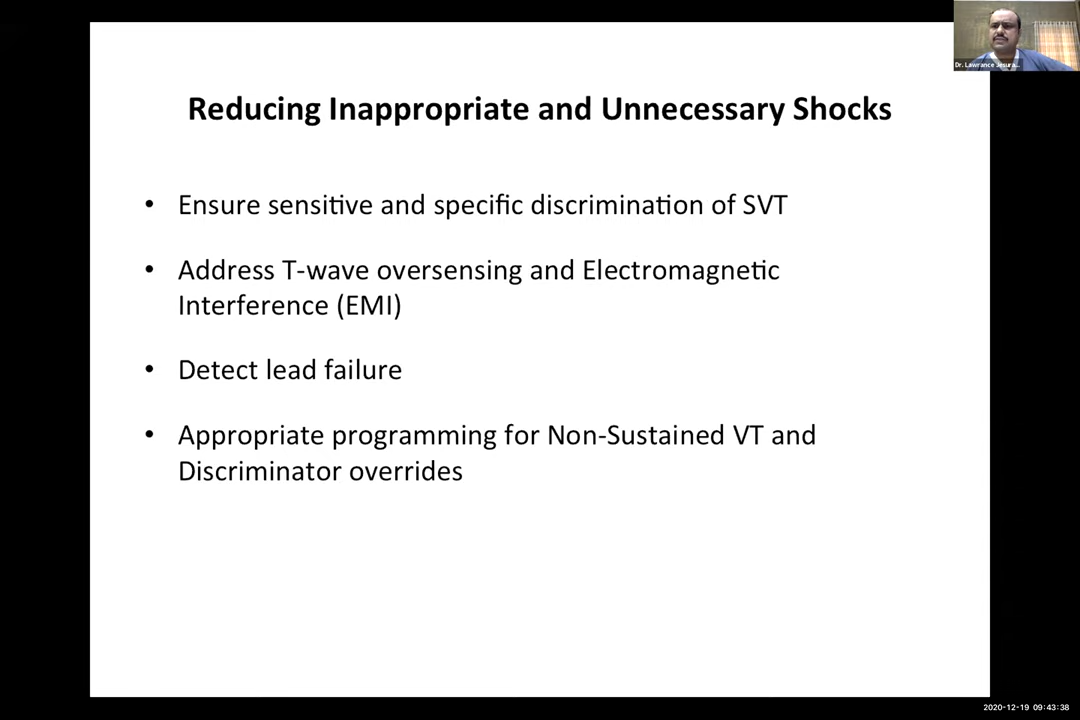 Dr. Lawrance Jesura...
Reducing Inappropriate and Unnecessary Shocks
• Ensure sensitive and specific discrimination of SVT
• Address T-wave oversensing and Electromagnetic
Interference (EMI)
• Detect lead failure
• Appropriate programming for Non-Sustained VT and
Discriminator overrides
2020-12-19 09:43:38